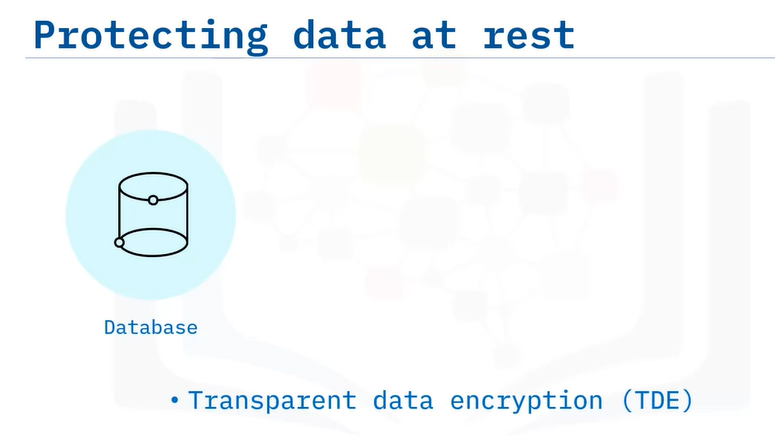 Protecting data at rest
Database
• Transparent data encryption (TDE)